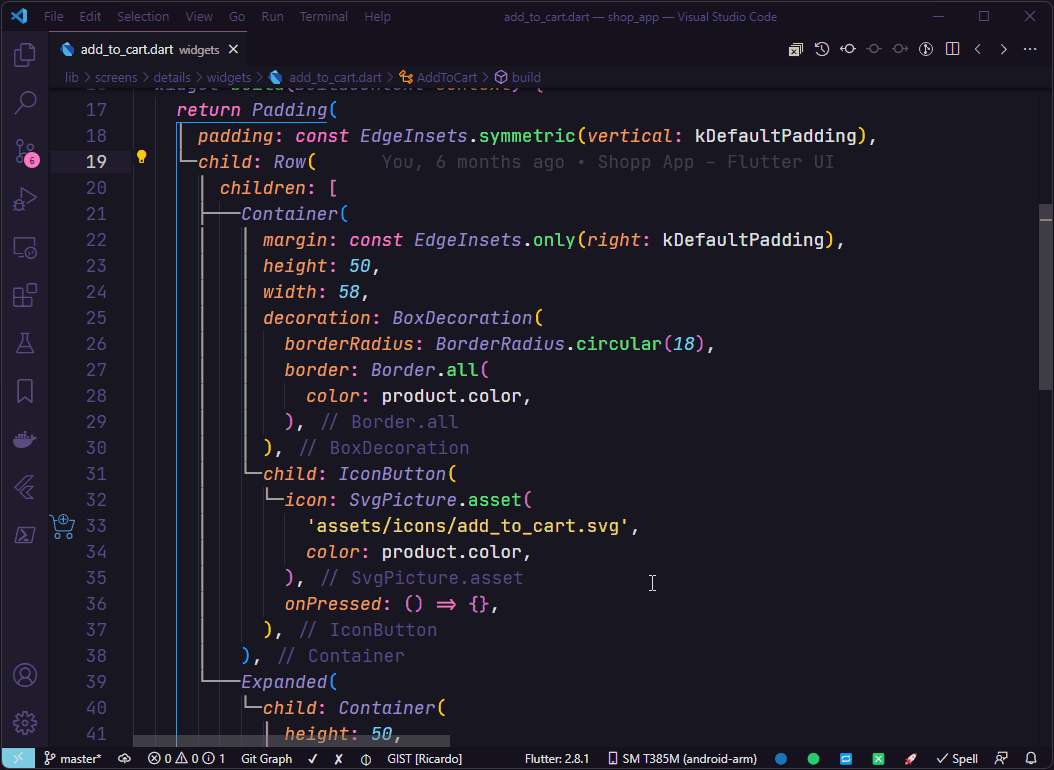 File Edit Selection View Go Run Terminal Help add_to_cart.dart — shop_app — Visual Studio Code
add_to_cart.dart widgets
lib > screens > details > widgets > add_to_cart.dart > AddToCart > build
17 return Padding(
18 padding: const EdgeInsets.symmetric(vertical: kDefaultPadding),
19 child: Row( You, 6 months ago • Shopp App – Flutter UI
20 children: [
21 Container(
22 margin: const EdgeInsets.only(right: kDefaultPadding),
23 height: 50,
24 width: 58,
25 decoration: BoxDecoration(
26 borderRadius: BorderRadius.circular(18),
27 border: Border.all(
28 color: product.color,
29 ), // Border.all
30 ), // BoxDecoration
31 child: IconButton(
32 icon: SvgPicture.asset(
33 'assets/icons/add_to_cart.svg',
34 color: product.color,
35 ), // SvgPicture.asset
36 onPressed: () => {},
37 ), // IconButton
38 ), // Container
39 Expanded(
40 child: Container(
41 height: 50,
6
master* 0 0 1 Git Graph GIST [Ricardo] Flutter: 2.8.1 SM T385M (android-arm) Spell